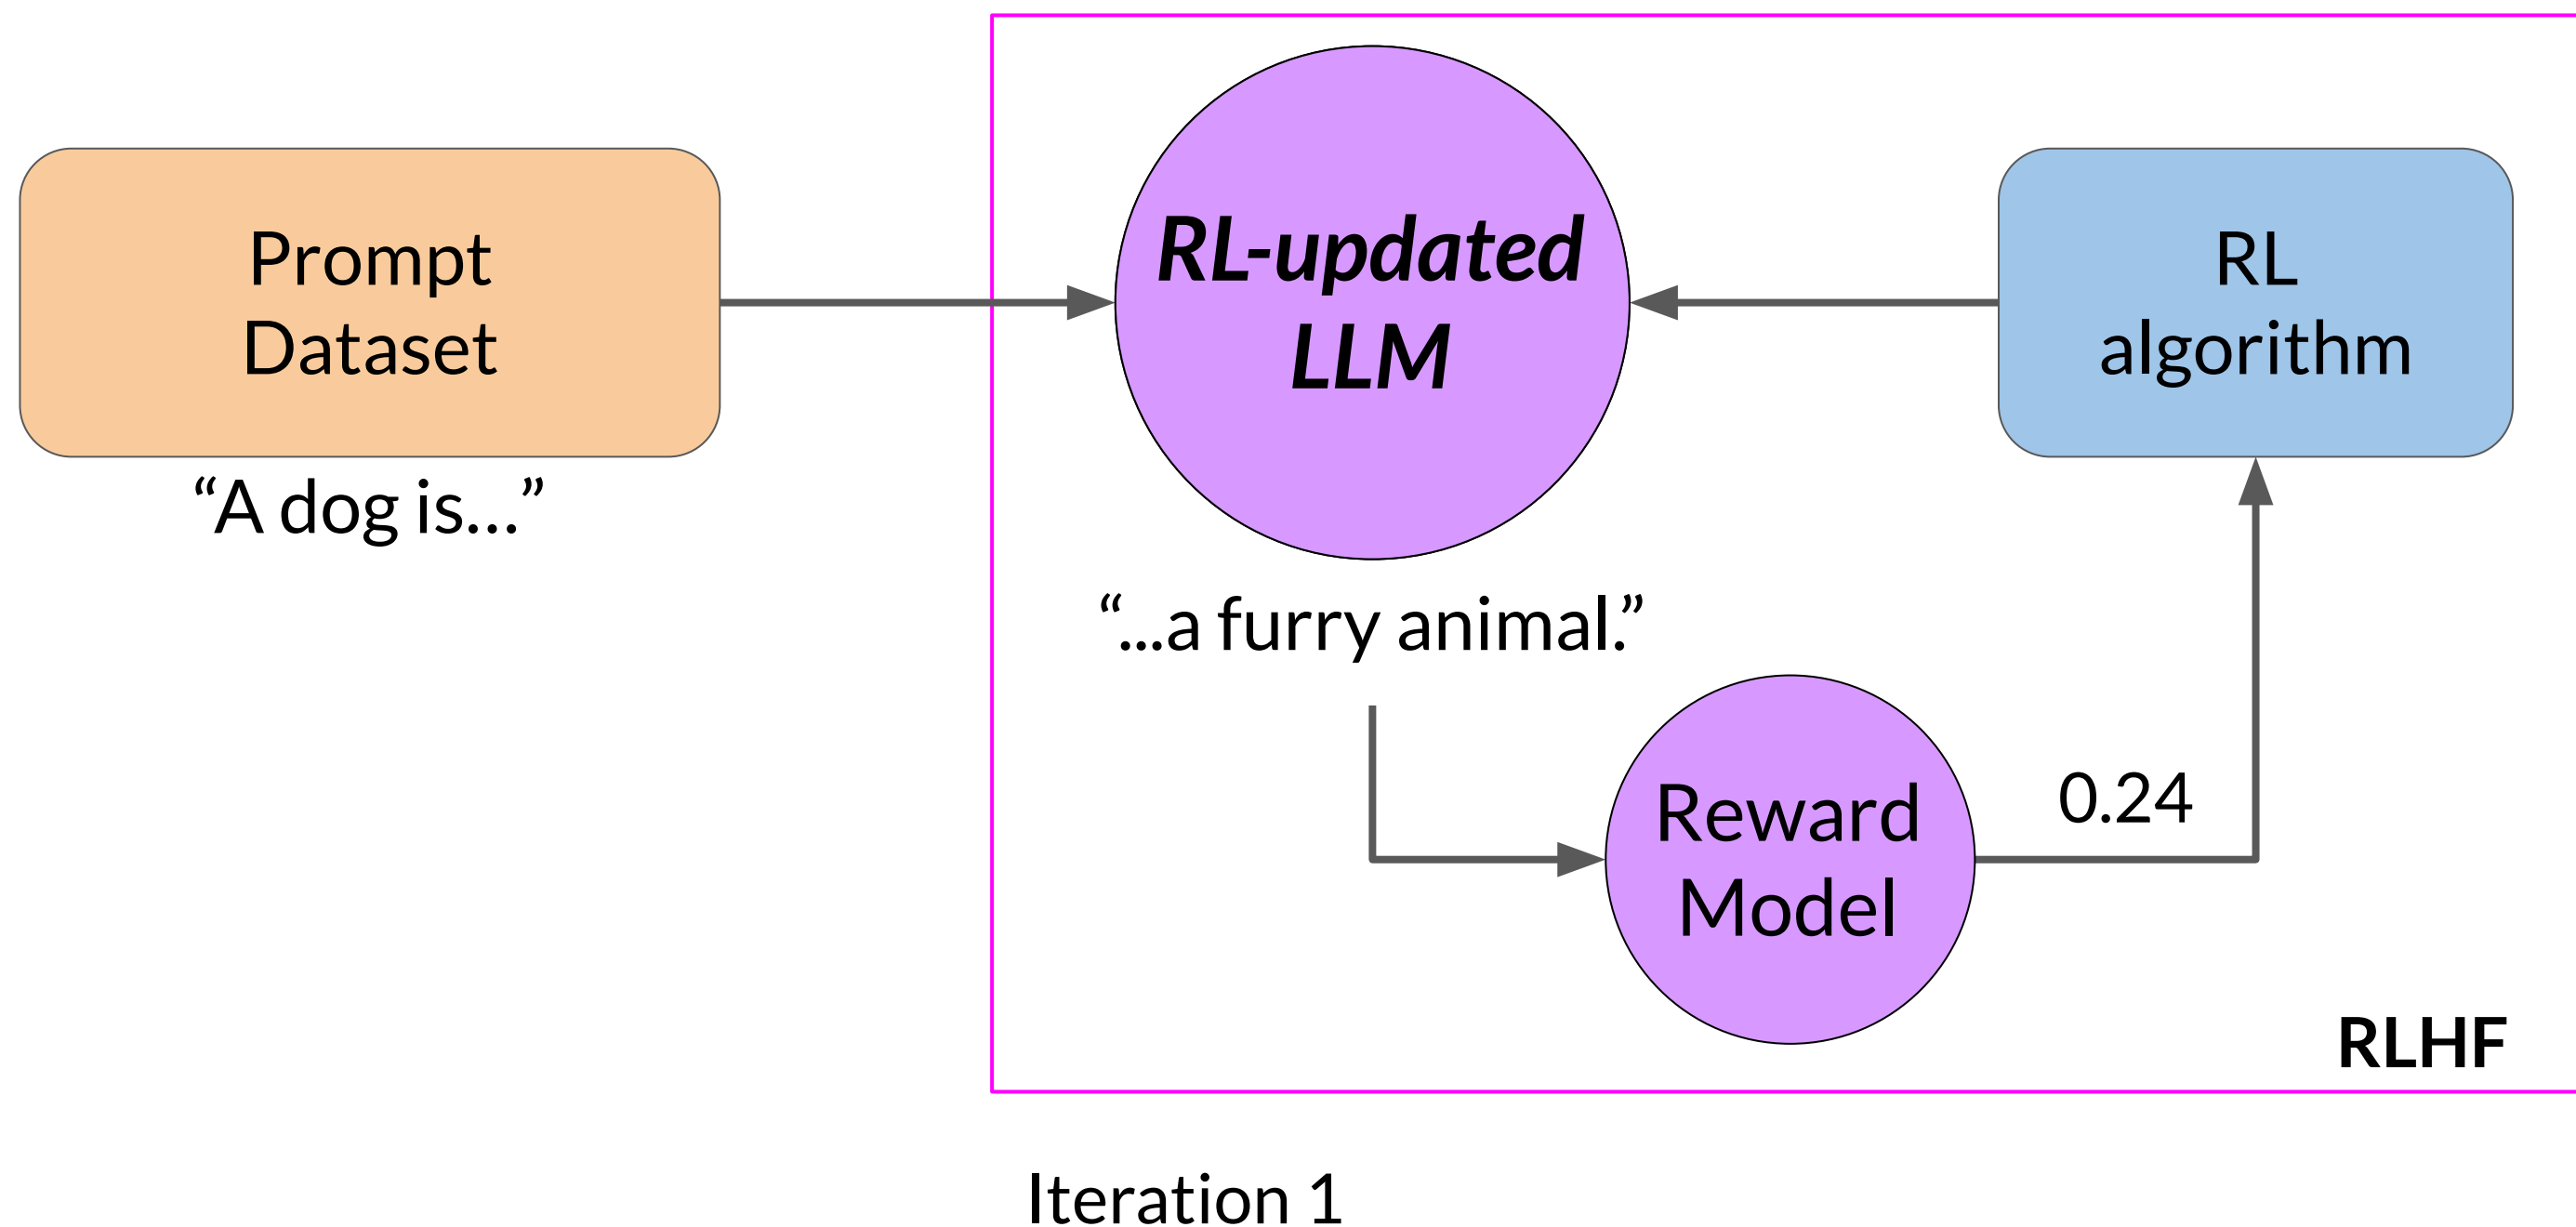 Prompt
Dataset
“A dog is…”
RL-updated
LLM
“...a furry animal.”
RL
algorithm
Reward
Model
0.24
RLHF
Iteration 1